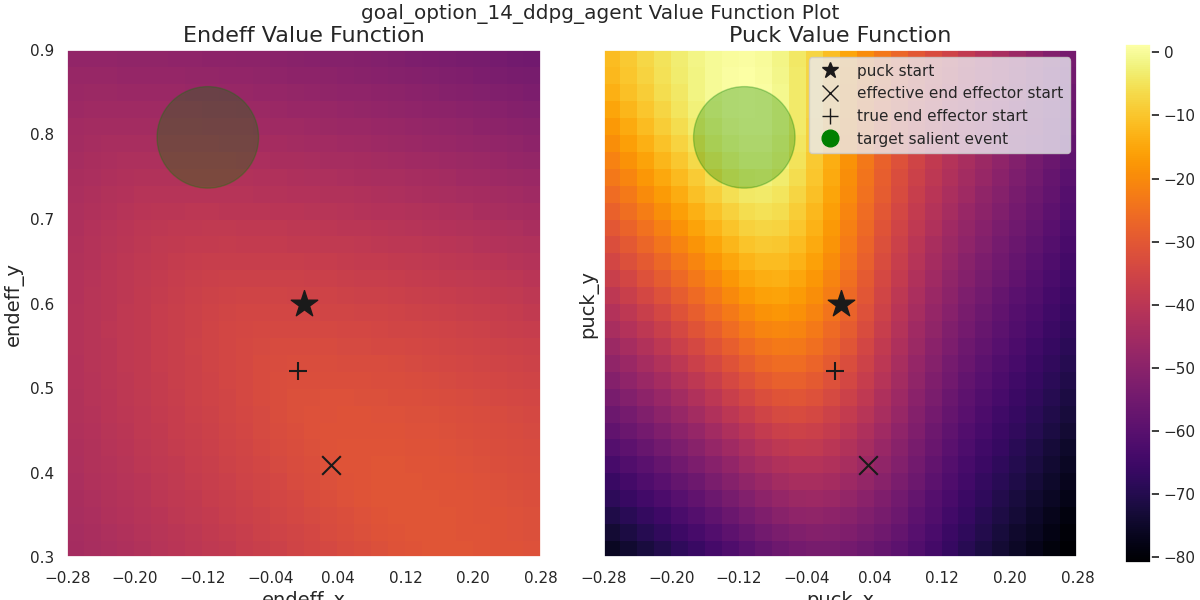 goal_option_14_ddpg_agent Value Function Plot
Endeff Value Function
Puck Value Function
0.9
0.8
0.7
0.6
0.5
0.4
0.3
endeff_y
−0.28 −0.20 −0.12 −0.04 0.04 0.12 0.20 0.28
endeff_x
puck_y
puck start
effective end effector start
true end effector start
target salient event
−0.28 −0.20 −0.12 −0.04 0.04 0.12 0.20 0.28
puck_x
0
−10
−20
−30
−40
−50
−60
−70
−80